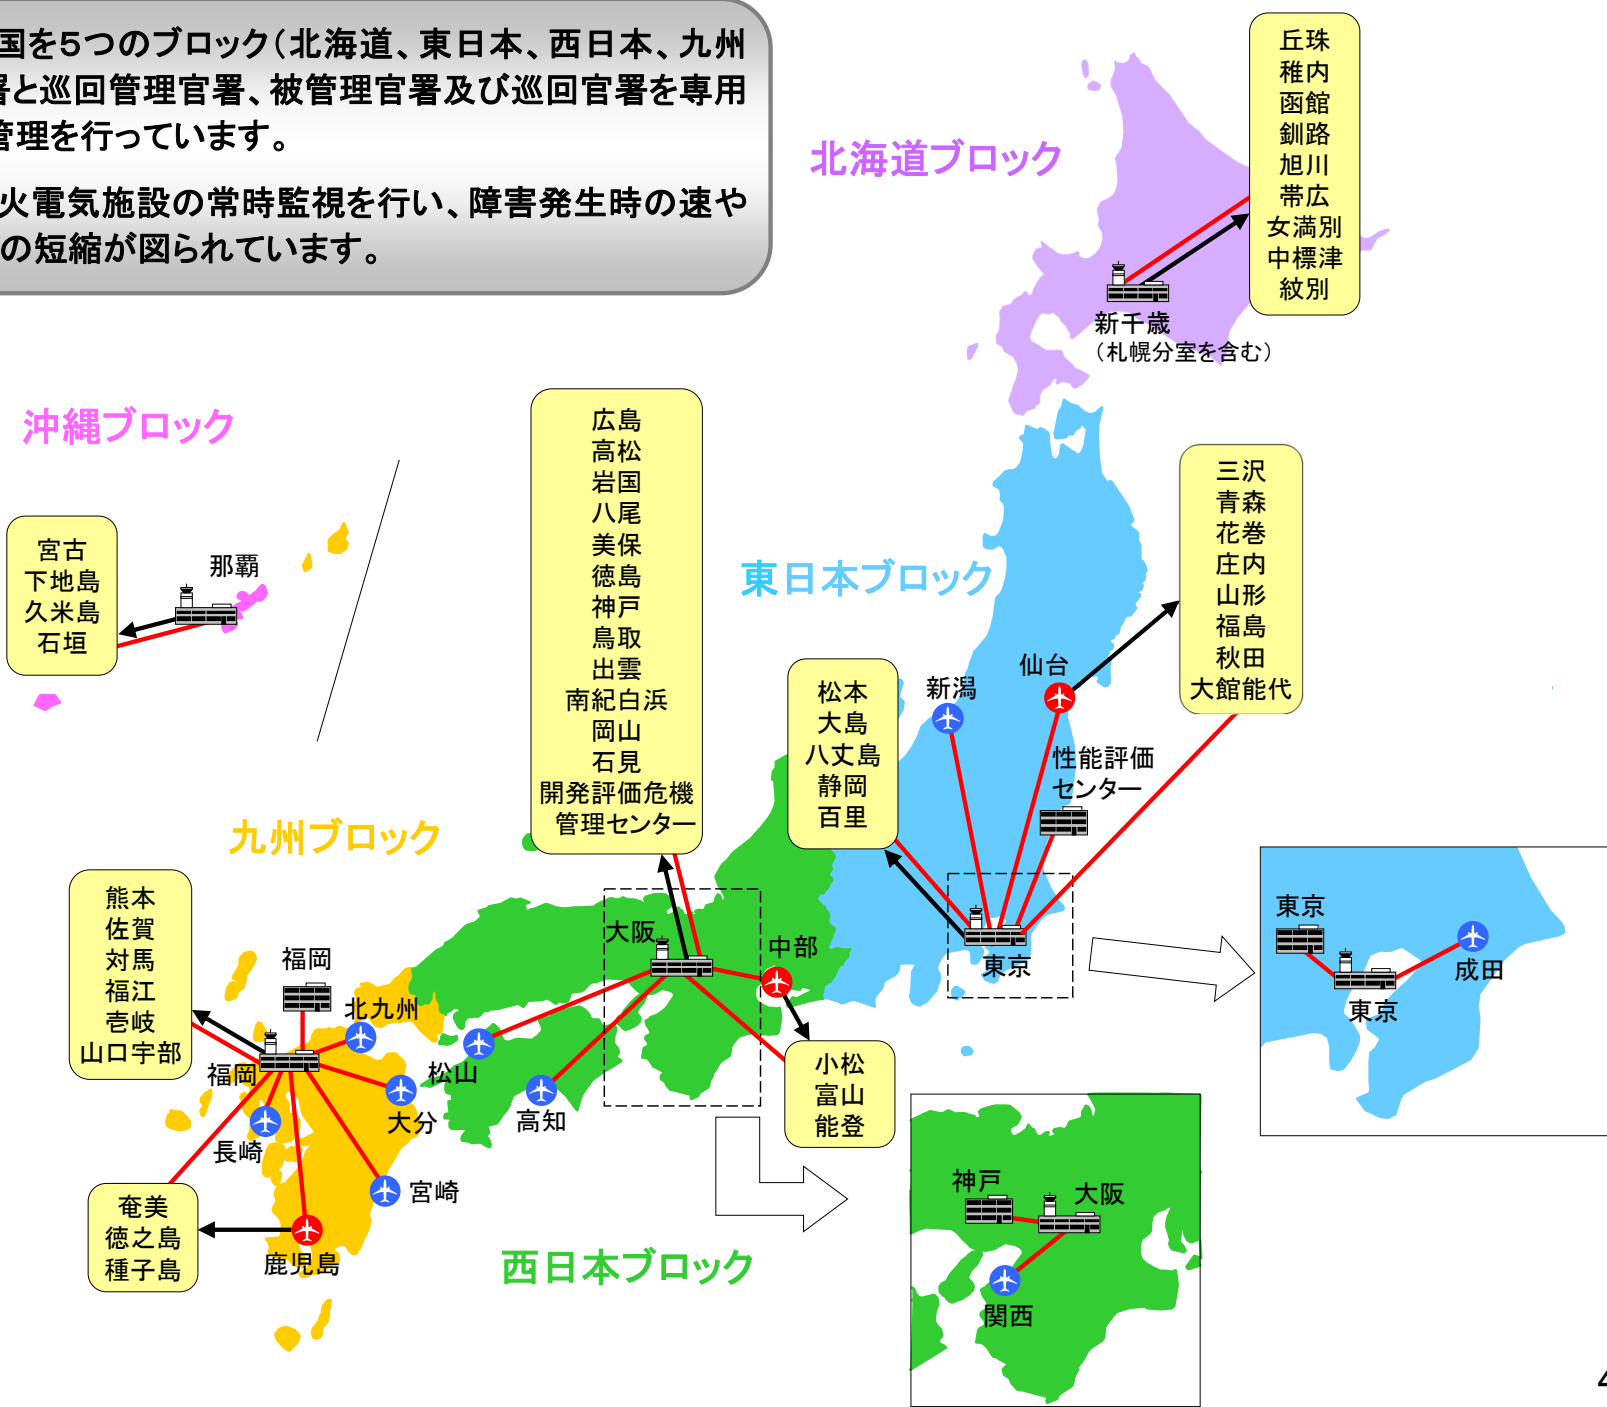 国を5つのブロック(北海道、東日本、西日本、九州
署と巡回管理官署、被管理官署及び巡回官署を専用
管理を行っています。
火電気施設の常時監視を行い、障害発生時の速や
の短縮が図られています。
北海道ブロック
丘珠
稚内
函館
釧路
旭川
帯広
女満別
中標津
紋別
新千歳
(札幌分室を含む)
沖縄ブロック
宮古
下地島
久米島
石垣
那覇
広島
高松
岩国
八尾
美保
徳島
神戸
鳥取
出雲
南紀白浜
岡山
石見
開発評価危機
管理センター
東日本ブロック
三沢
青森
花巻
庄内
山形
福島
秋田
大館能代
仙台
新潟
松本
大島
八丈島
静岡
百里
性能評価
センター
東京
九州ブロック
熊本
佐賀
対馬
福江
壱岐
山口宇部
福岡
北九州
福岡
大分
長崎
宮崎
鹿児島
奄美
徳之島
種子島
大阪
中部
松山
高知
小松
富山
能登
西日本ブロック
神戸
大阪
関西
東京
成田
東京
4